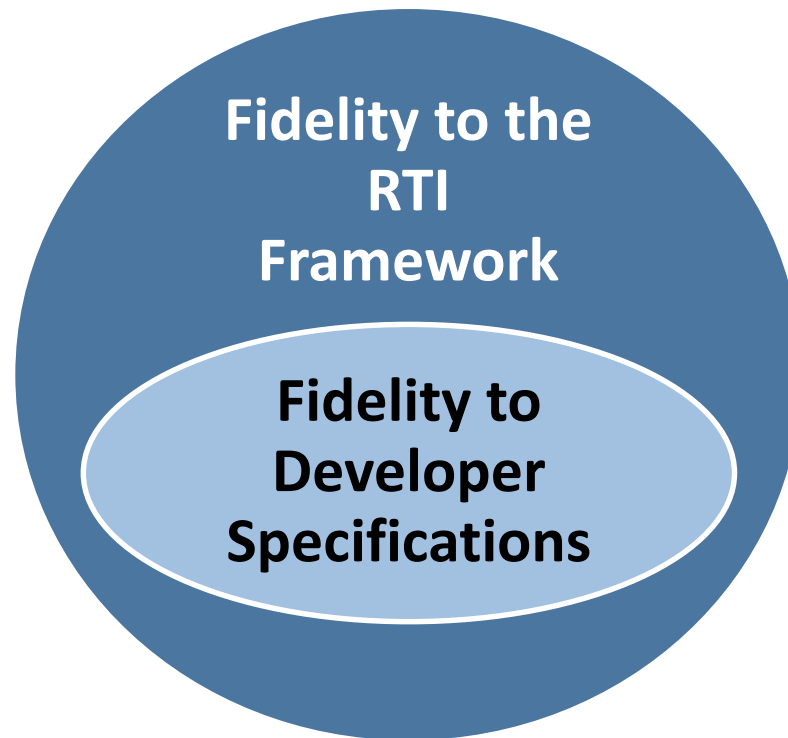 Fidelity to the
RTI
Framework
Fidelity to
Developer
Specifications